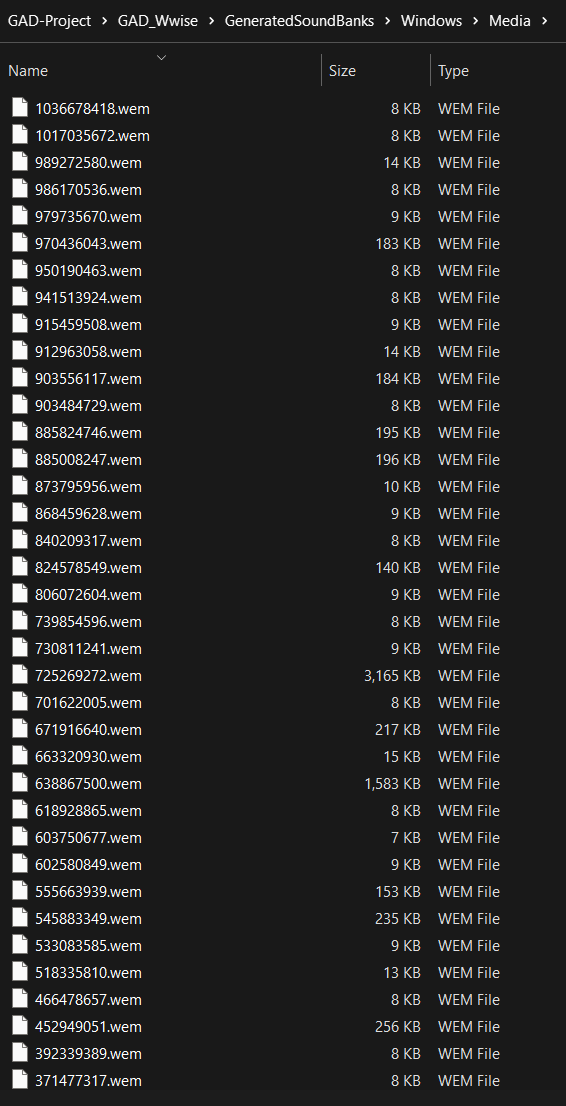 GAD-Project > GAD_Wwise > GeneratedSoundBanks > Windows > Media >
Name Size Type
1036678418.wem 8 KB WEM File
1017035672.wem 8 KB WEM File
989272580.wem 14 KB WEM File
986170536.wem 8 KB WEM File
979735670.wem 9 KB WEM File
970436043.wem 183 KB WEM File
950190463.wem 8 KB WEM File
941513924.wem 8 KB WEM File
915459508.wem 9 KB WEM File
912963058.wem 14 KB WEM File
903556117.wem 184 KB WEM File
903484729.wem 8 KB WEM File
885824746.wem 195 KB WEM File
885008247.wem 196 KB WEM File
873795956.wem 10 KB WEM File
868459628.wem 9 KB WEM File
840209317.wem 8 KB WEM File
824578549.wem 140 KB WEM File
806072604.wem 9 KB WEM File
739854596.wem 8 KB WEM File
730811241.wem 9 KB WEM File
725269272.wem 3,165 KB WEM File
701622005.wem 8 KB WEM File
671916640.wem 217 KB WEM File
663320930.wem 15 KB WEM File
638867500.wem 1,583 KB WEM File
618928865.wem 8 KB WEM File
603750677.wem 7 KB WEM File
602580849.wem 9 KB WEM File
555663939.wem 153 KB WEM File
545883349.wem 235 KB WEM File
533083585.wem 9 KB WEM File
518335810.wem 13 KB WEM File
466478657.wem 8 KB WEM File
452949051.wem 256 KB WEM File
392339389.wem 8 KB WEM File
371477317.wem 8 KB WEM File